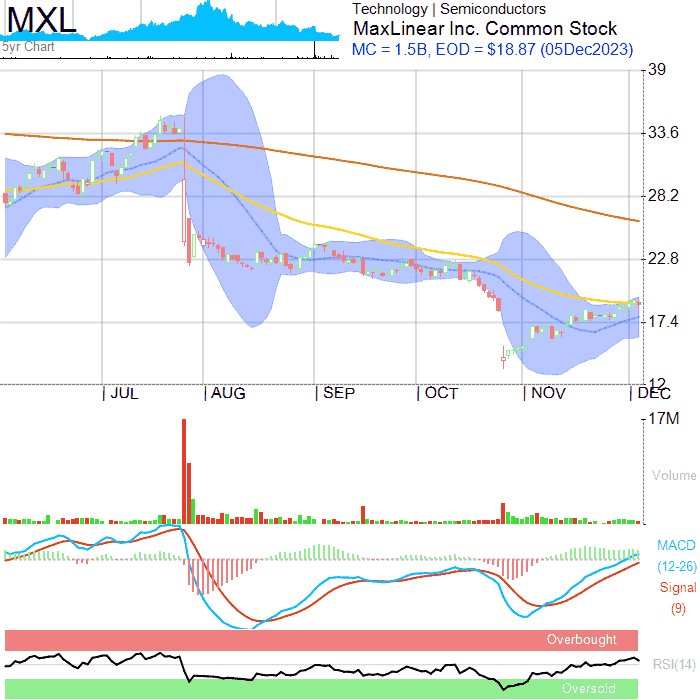 MXL
5yr Chart
Technology | Semiconductors
MaxLinear Inc. Common Stock
MC = 1.5B, EOD = $18.87 (05Dec2023)
39
33.6
28.2
22.8
17.4
12
JUL AUG SEP OCT NOV DEC
17M
Volume
MACD
(12-26)
Signal
(9)
Overbought
RSI(14)
Oversold